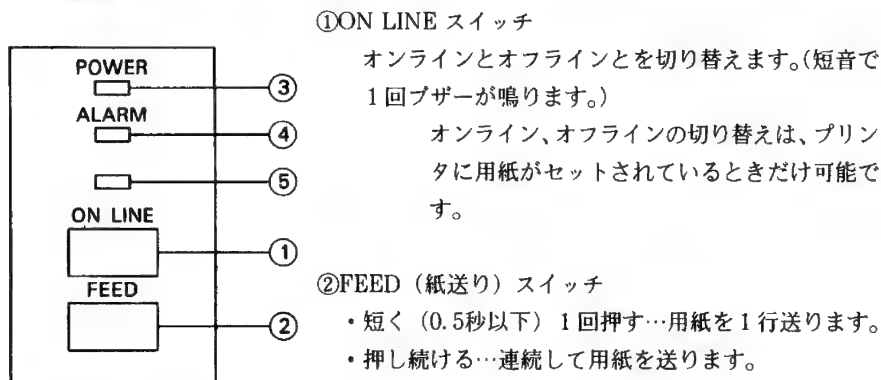 ①ON LINE スイッチ
オンラインとオフラインとを切り替えます。(短音で
1回ブザーが鳴ります。)
オンライン、オフラインの切り替えは、プリン
タに用紙がセットされているときだけ可能で
す。
②FEED（紙送り）スイッチ
・短く（0.5秒以下）1回押す…用紙を1行送ります。
・押し続ける…連続して用紙を送ります。
POWER
③
ALARM
④
⑤
ON LINE
①
FEED
②